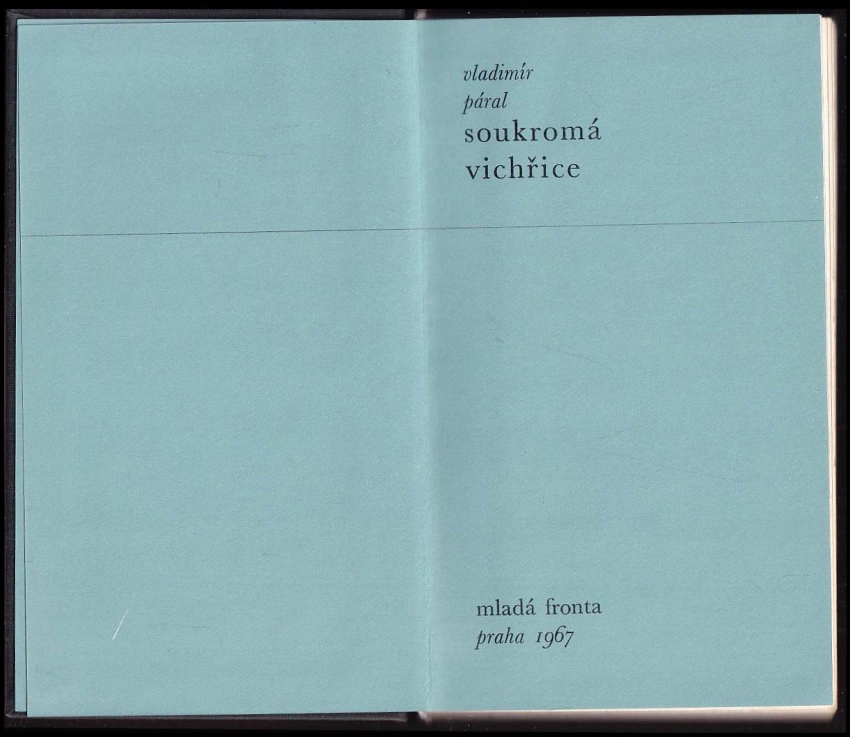 vladimír
páral
soukromá
vichřice
mladá fronta
praha 1967